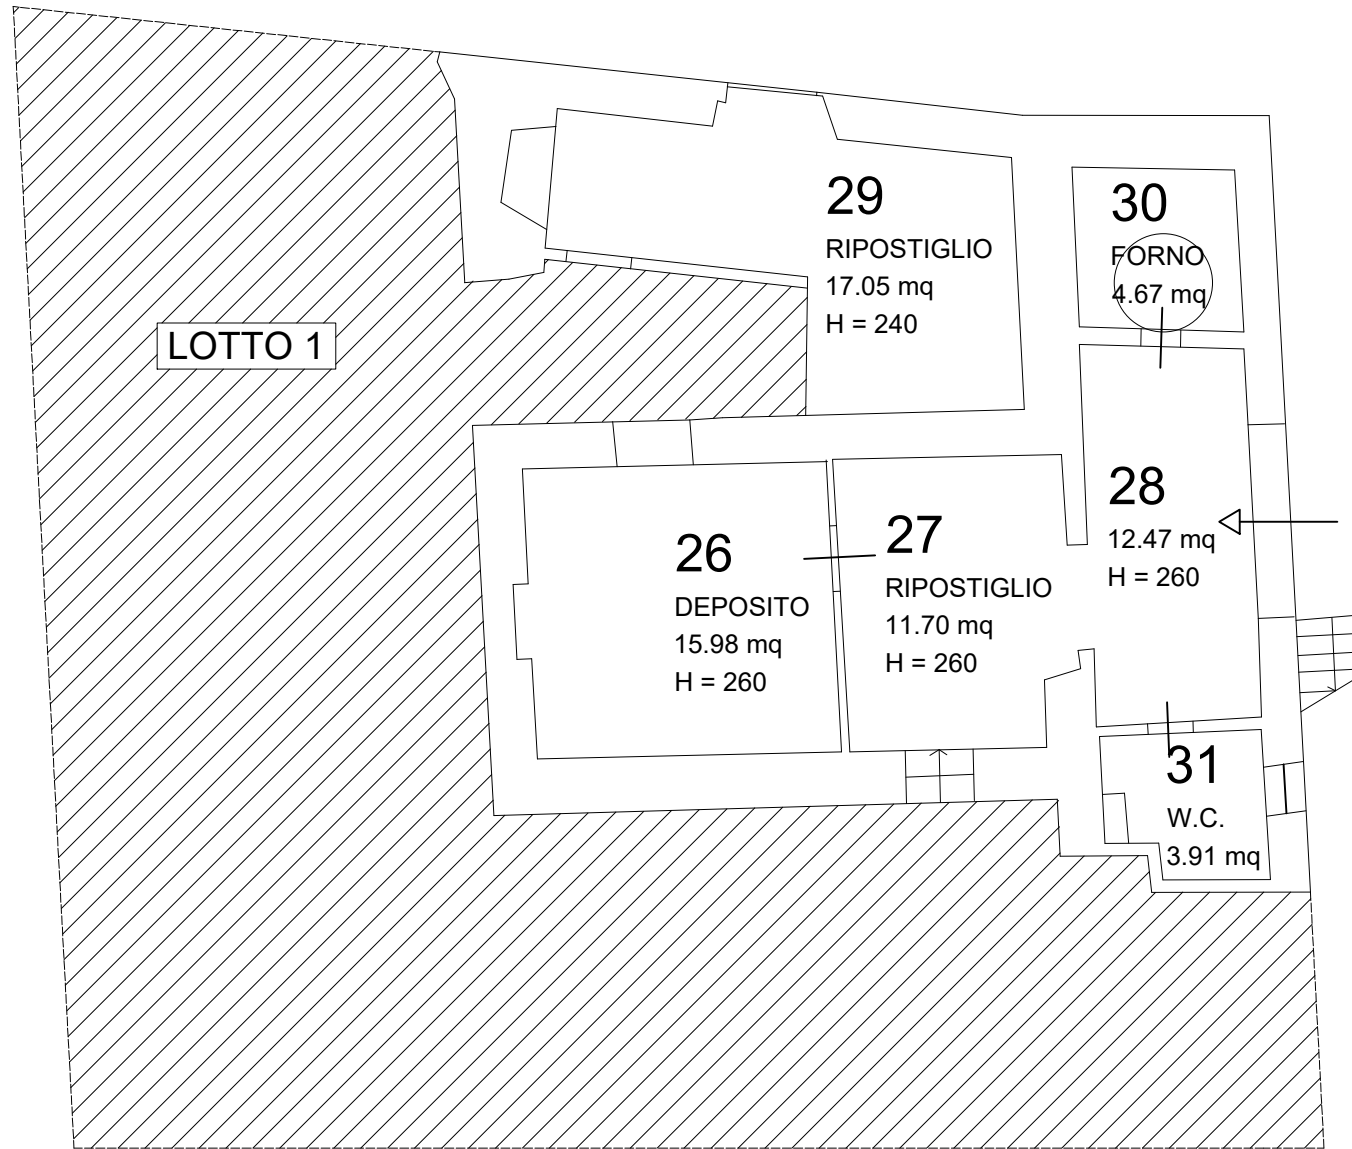 29
RIPOSTIGLIO
17.05 mq
H = 240
30
FORNO
4.67 mq
LOTTO 1
28
12.47 mq
H = 260
26
DEPOSITO
15.98 mq
H = 260
27
RIPOSTIGLIO
11.70 mq
H = 260
31
W.C.
3.91 mq